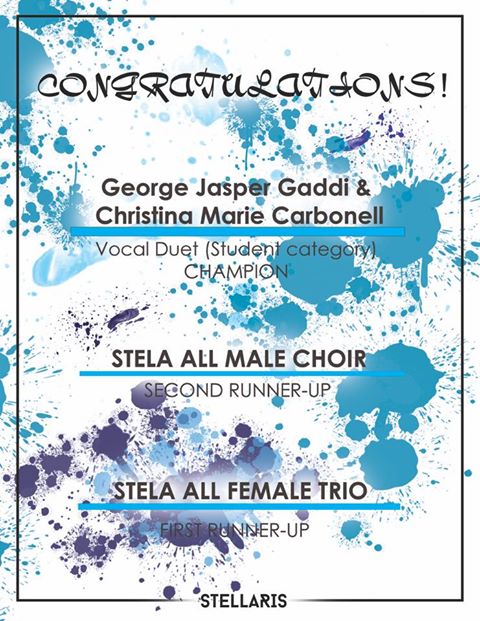 CONGRATULATIONS!
George Jasper Gaddi &
Christina Marie Carbonell
Vocal Duet (Student category)
CHAMPION
STELA ALL MALE CHOIR
SECOND RUNNER-UP
STELA ALL FEMALE TRIO
FIRST RUNNER-UP
STELLARIS